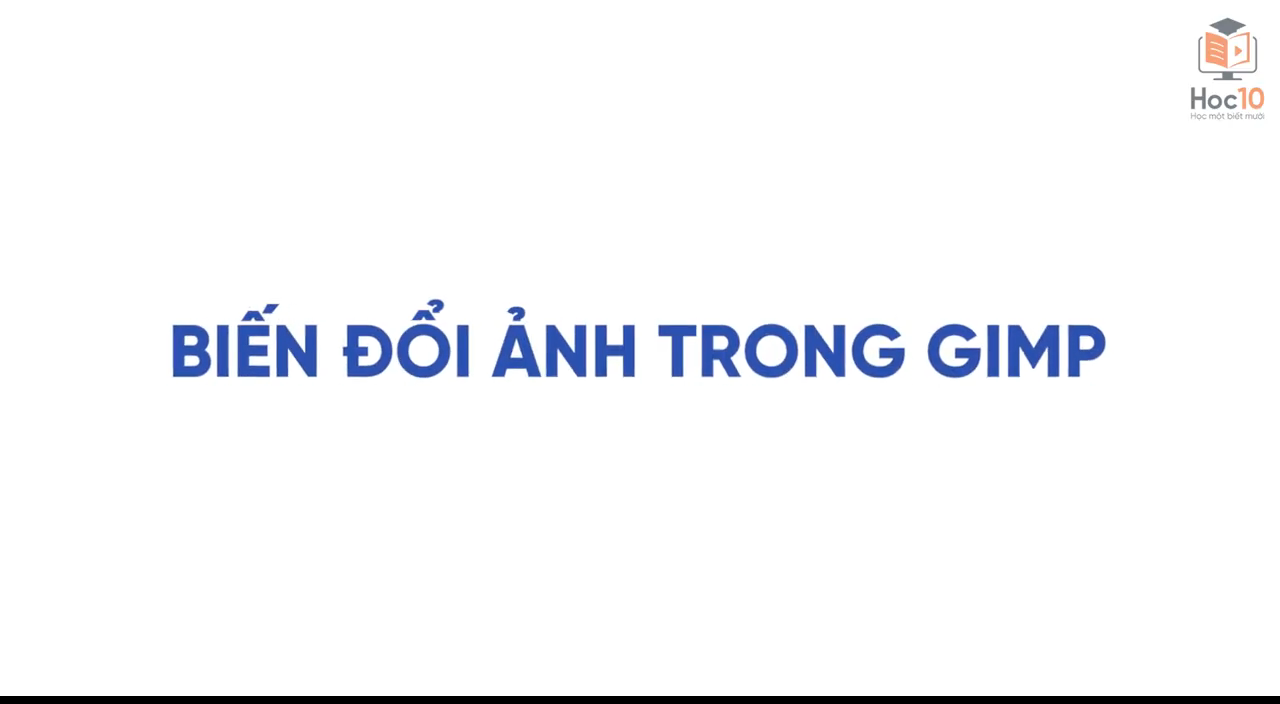 Hoc10
Học một biết mười
BIẾN ĐỔI ẢNH TRONG GIMP